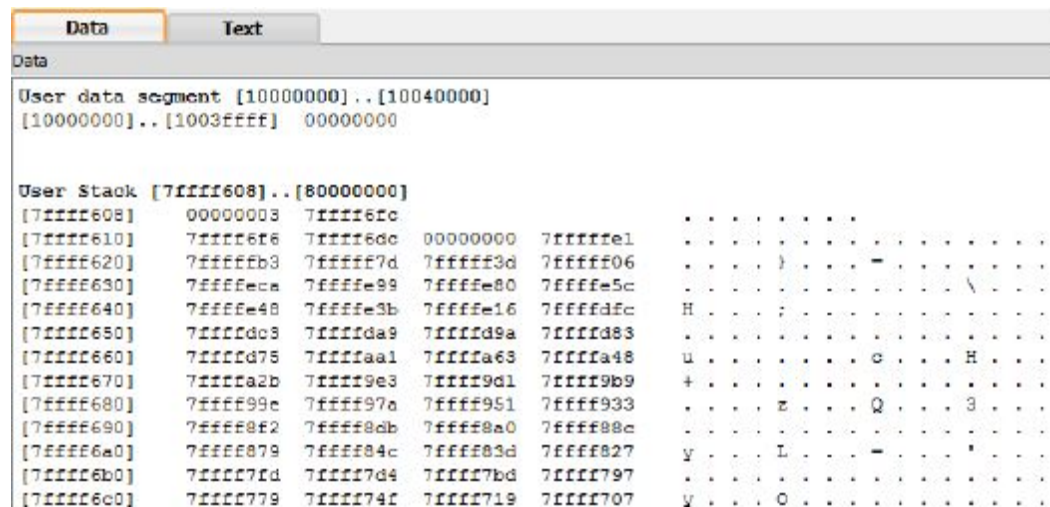 Data Text
Data
User data segment [10000000]..[10040000]
[10000000]..[1003ffff] 00000000
User Stack [7ffff608]..[80000000]
[7ffff608] 00000003 7ffff6fc . . . . . . . .
[7ffff610] 7ffff6f6 7ffff6dc 00000000 7fffffe1 . . . . . . . . . . . . . . . .
[7ffff620] 7fffffb3 7fffff7d 7fffff3d 7fffff06 . . . . } . . . = . . . . . . .
[7ffff630] 7ffffeca 7ffffe99 7ffffe80 7ffffe5c . . . . . . . . . . . . \ . . .
[7ffff640] 7ffffe48 7ffffe3b 7ffffe16 7ffffdfc H . . . ; . . . . . . . . . . .
[7ffff650] 7ffffdc3 7ffffda9 7ffffd9a 7ffffd83 . . . . . . . . . . . . . . . .
[7ffff660] 7ffffd75 7ffffaa1 7ffffa63 7ffffa48 u . . . . . . . c . . . H . . .
[7ffff670] 7ffffa2b 7ffff9e3 7ffff9d1 7ffff9b9 + . . . . . . . . . . . . . . .
[7ffff680] 7ffff99e 7ffff97a 7ffff951 7ffff933 . . . . z . . . Q . . . 3 . . .
[7ffff690] 7ffff8f2 7ffff8db 7ffff8a0 7ffff88c . . . . . . . . . . . . . . . .
[7ffff6a0] 7ffff879 7ffff84c 7ffff83d 7ffff827 y . . . L . . . = . . . ' . . .
[7ffff6b0] 7ffff7fd 7ffff7d4 7ffff7bd 7ffff797 . . . . . . . . . . . . . . . .
[7ffff6c0] 7ffff779 7ffff74f 7ffff719 7ffff707 y . . . O . . . . . . . . . . .